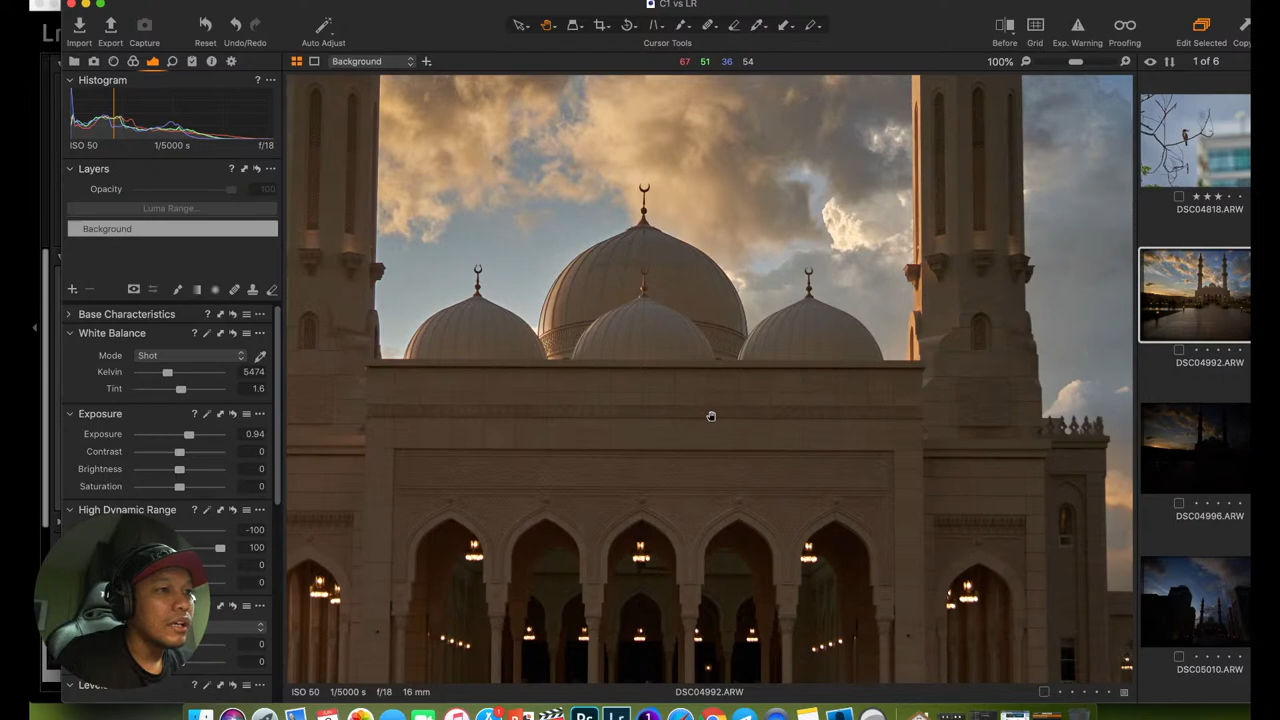 C1 vs LR
Lr
Import
Export
Capture
Reset
Undo/Redo
Auto Adjust
Cursor Tools
Before
Grid
Exp. Warning
Proofing
Edit Selected
Background
67 51 36 54
100%
1 of 6
Histogram
?
ISO 50 1/5000 s f/18
Layers
?
Opacity 100
Luma Range...
Background
Base Characteristics
?
White Balance
?
Mode Shot
Kelvin 5474
Tint 1.6
Exposure
?
Exposure 0.94
Contrast 0
Brightness 0
Saturation 0
High Dynamic Range
?
-100
100
0
0
0
0
DSC04818.ARW
DSC04992.ARW
DSC04996.ARW
DSC05010.ARW
ISO 50 1/5000 s f/18 16 mm
DSC04992.ARW
Ps
Lr